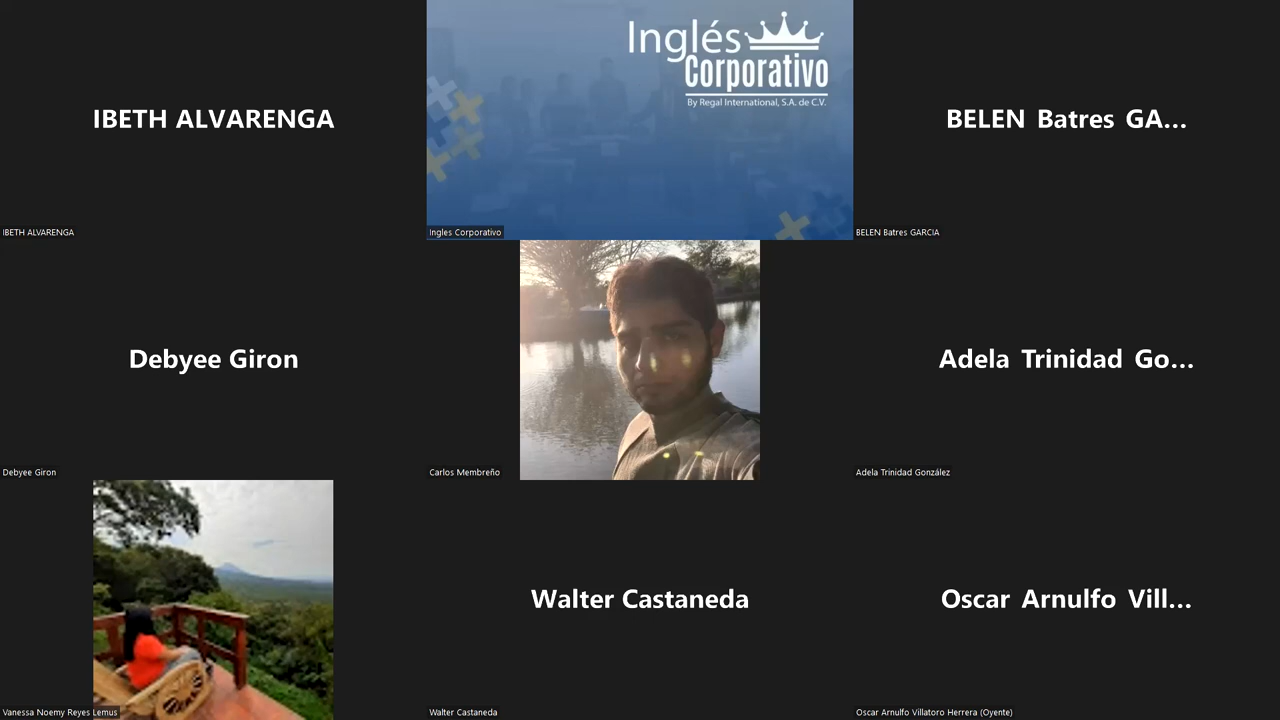 IBETH ALVARENGA
IBETH ALVARENGA
Inglés
Corporativo
By Regal International, S.A. de C.V.
Ingles Corporativo
BELEN Batres GA...
BELEN Batres GARCIA
Debyee Giron
Debyee Giron
Carlos Membreño
Adela Trinidad Go...
Adela Trinidad González
Vanessa Noemy Reyes Lemus
Walter Castaneda
Walter Castaneda
Oscar Arnulfo Vill...
Oscar Arnulfo Villatoro Herrera (Oyente)